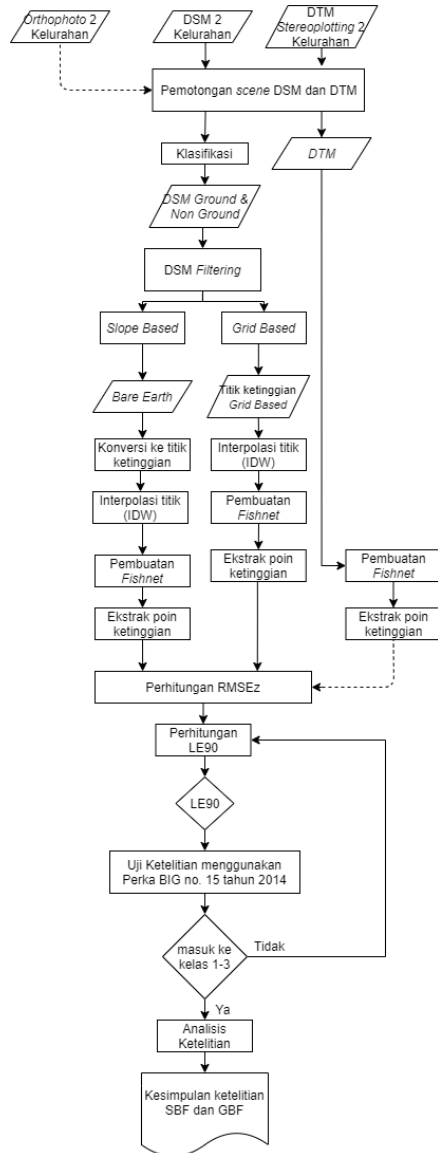 Orthophoto 2
Kelurahan
DSM 2
Kelurahan
DTM
Stereoplotting 2
Kelurahan
Pemotongan scene DSM dan DTM
Klasifikasi
DTM
DSM Ground &
Non Ground
DSM Filtering
Slope Based
Grid Based
Bare Earth
Titik ketinggian
Grid Based
Konversi ke titik
ketinggian
Interpolasi titik
(IDW)
Interpolasi titik
(IDW)
Pembuatan
Fishnet
Pembuatan
Fishnet
Ekstrak poin
ketinggian
Pembuatan
Fishnet
Ekstrak poin
ketinggian
Ekstrak poin
ketinggian
Perhitungan RMSEz
Perhitungan
LE90
LE90
Uji Ketelitian menggunakan
Perka BIG no. 15 tahun 2014
masuk ke
kelas 1-3
Tidak
Ya
Analisis
Ketelitian
Kesimpulan ketelitian
SBF dan GBF